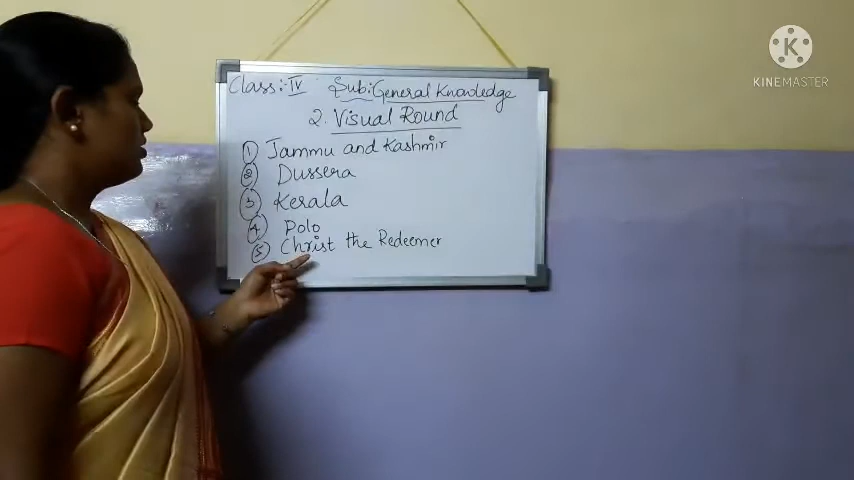 Class:- IV Sub: General Knowledge
2. Visual Round
1 Jammu and Kashmir
2 Dussera
3 Kerala
4 Polo
5 Christ the Redeemer
K
KINEMASTER